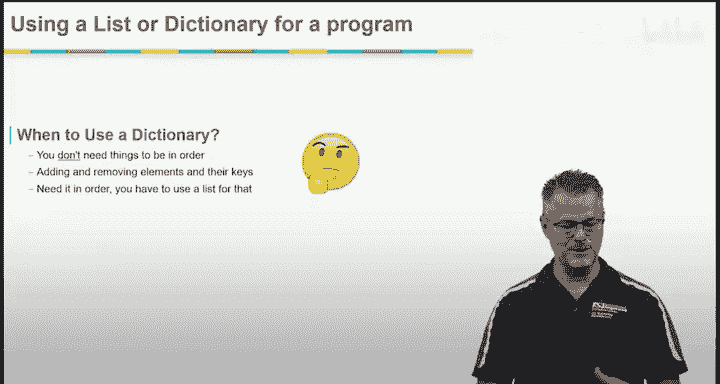 Using a List or Dictionary for a program
When to Use a Dictionary?
– You don't need things to be in order
– Adding and removing elements and their keys
– Need it in order, you have to use a list for that